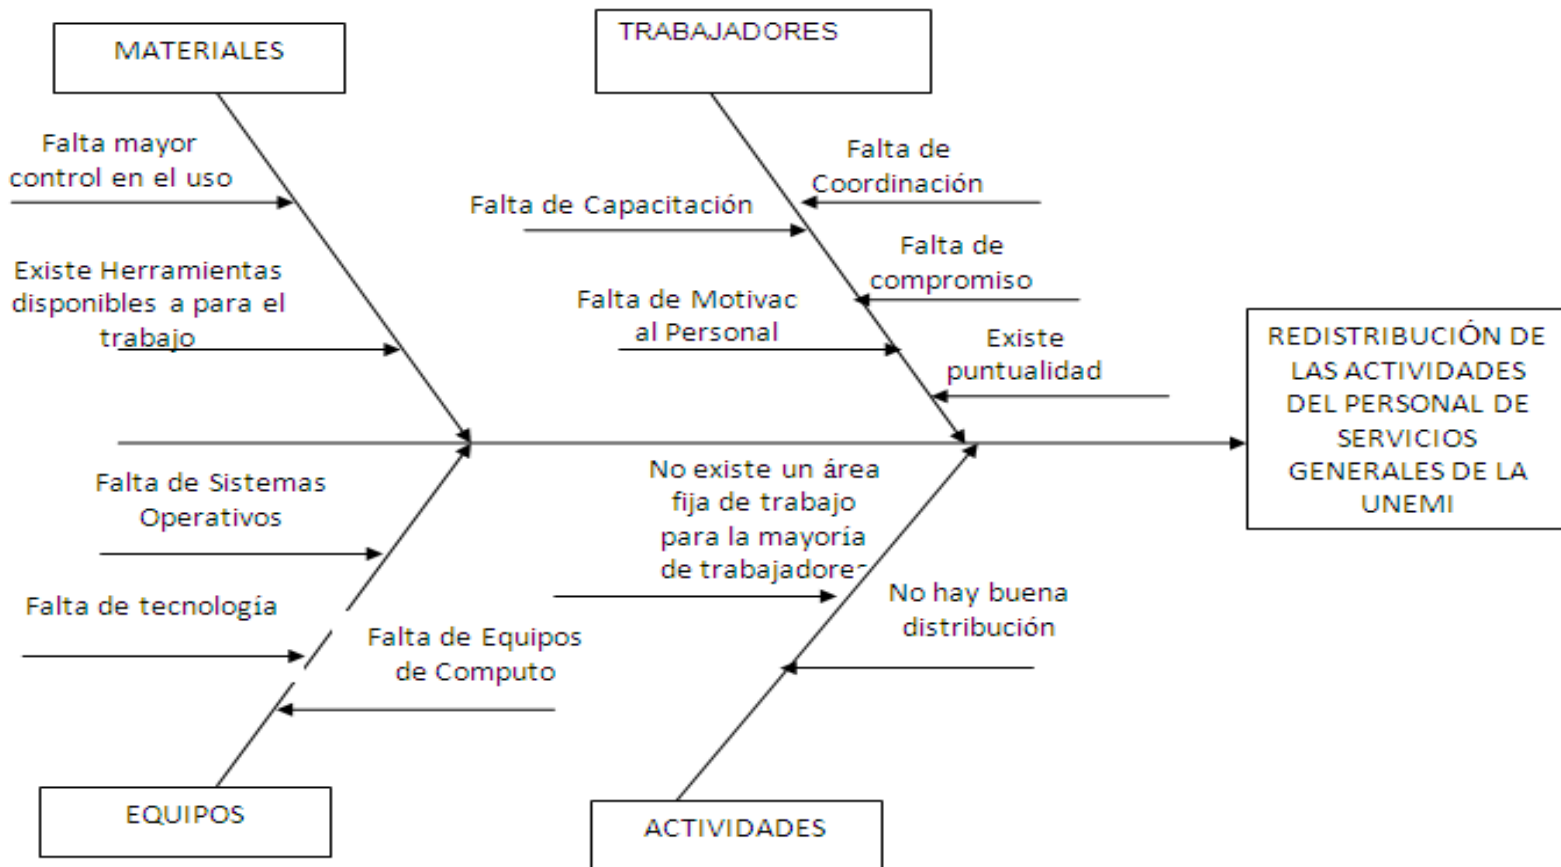 MATERIALES
TRABAJADORES
Falta mayor
control en el uso
Existe Herramientas
disponibles a para el
trabajo
Falta de Capacitación
Falta de Motivac
al Personal
Falta de
Coordinación
Falta de
compromiso
Existe
puntualidad
REDISTRIBUCIÓN DE
LAS ACTIVIDADES
DEL PERSONAL DE
SERVICIOS
GENERALES DE LA
UNEMI
Falta de Sistemas
Operativos
Falta de tecnología
Falta de Equipos
de Computo
No existe un área
fija de trabajo
para la mayoría
de trabajadores
No hay buena
distribución
EQUIPOS
ACTIVIDADES